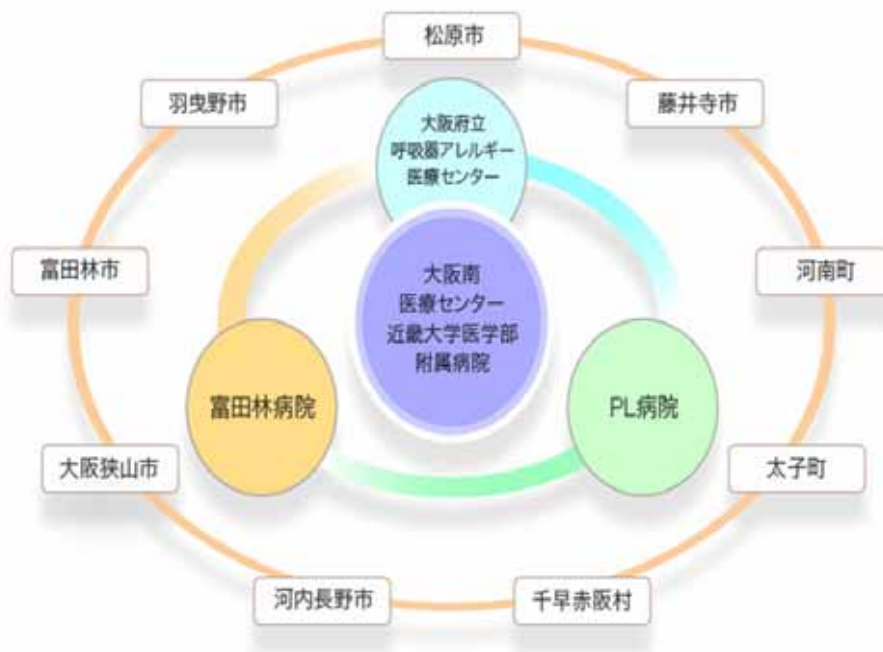 松原市
羽曳野市
藤井寺市
大阪府立
呼吸器アレルギー
医療センター
富田林市
河南町
大阪南
医療センター
近畿大学医学部
附属病院
富田林病院
PL病院
大阪狭山市
太子町
河内長野市
千早赤阪村